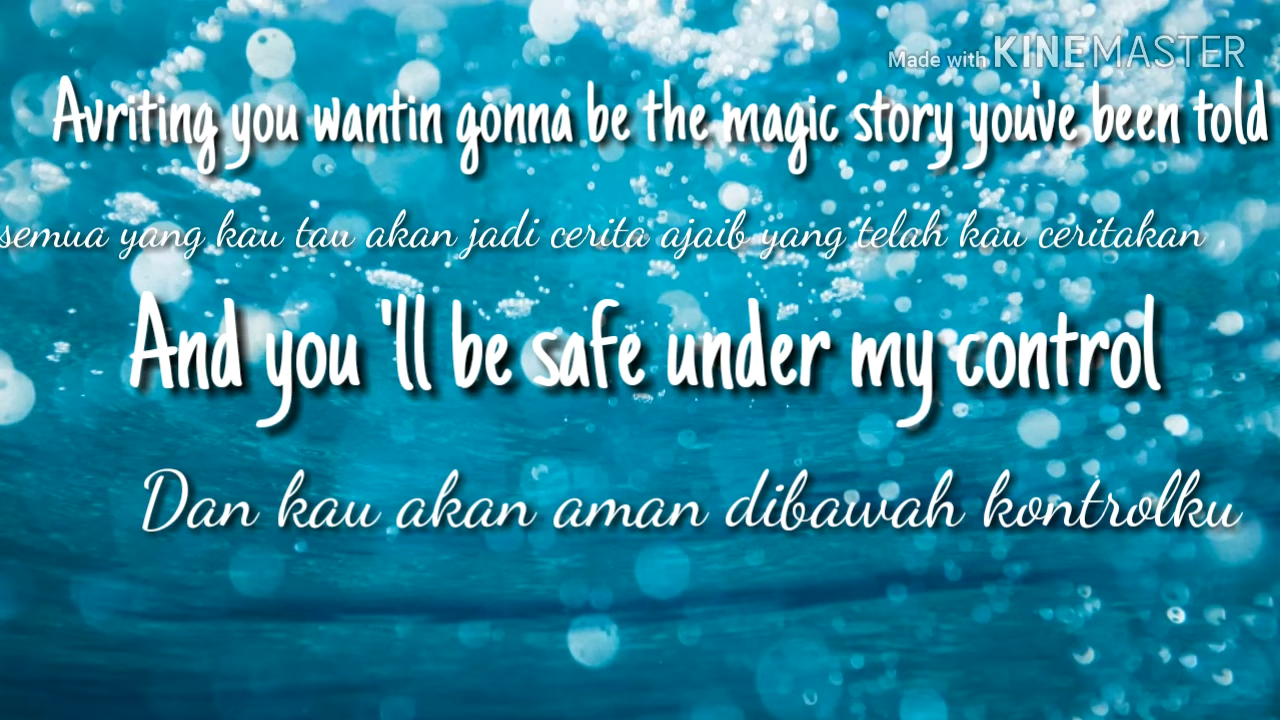 Made with KINEMASTER
Avriting you wantin gonna be the magic story you've been told
semua yang kau tau akan jadi cerita ajaib yang telah kau ceritakan
And you 'll be safe under my control
Dan kau akan aman dibawah kontrolku